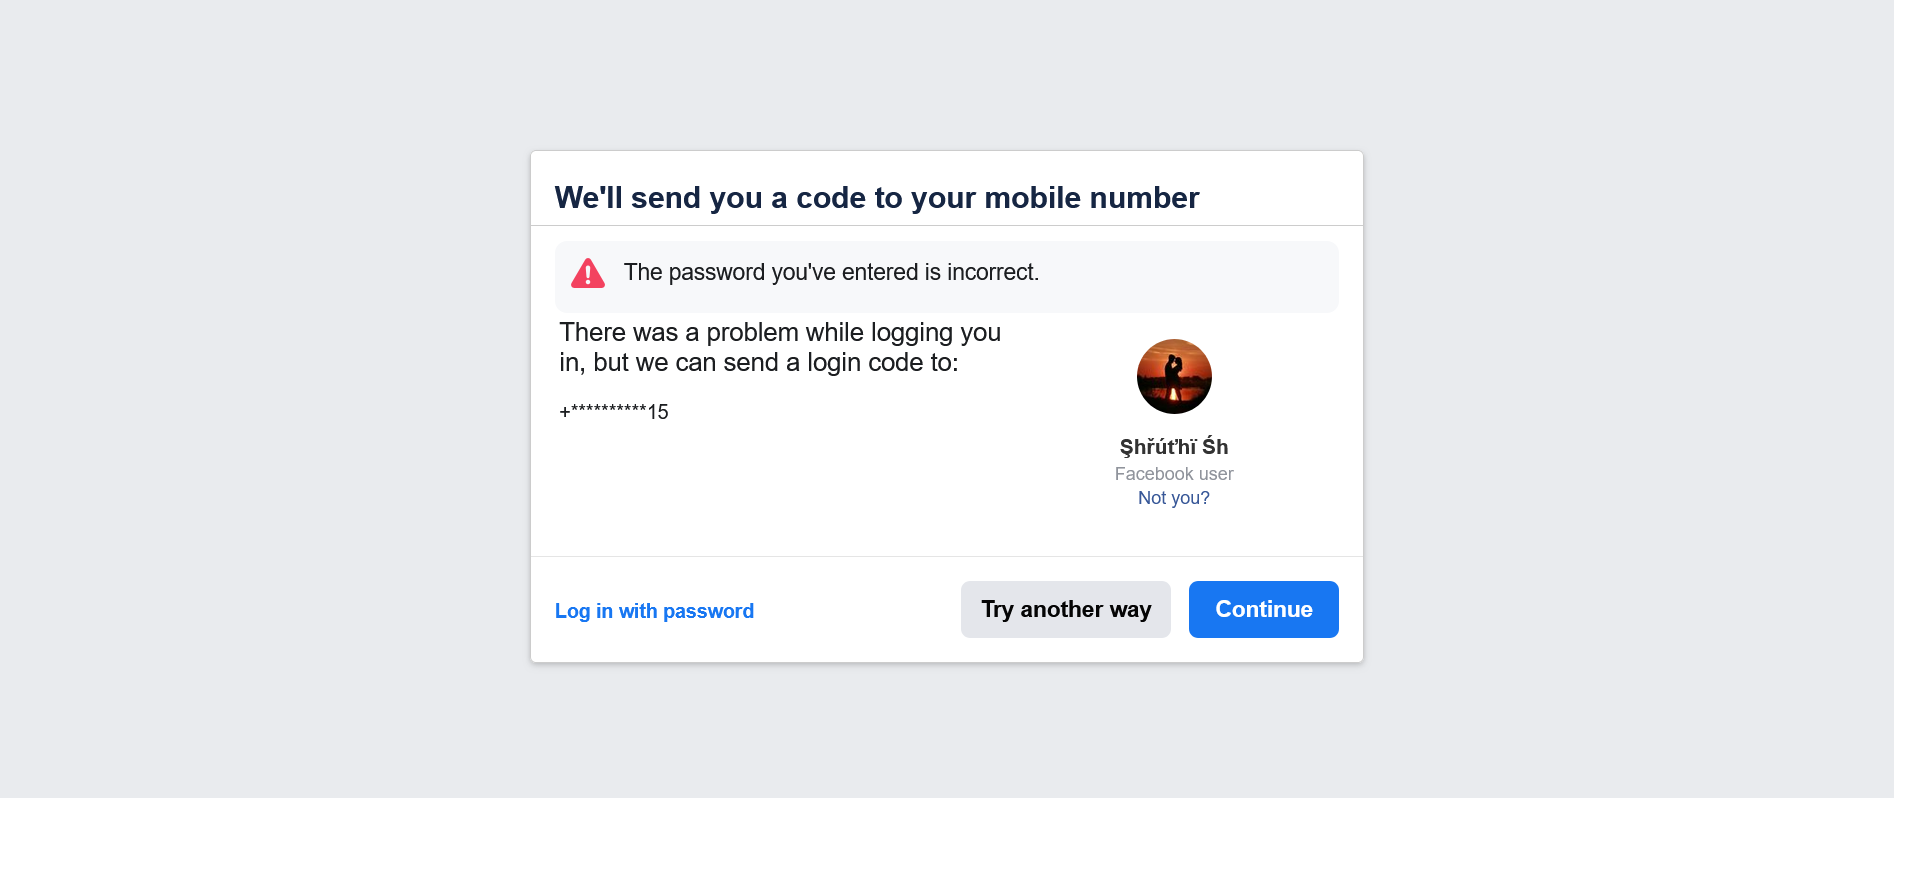 We'll send you a code to your mobile number
The password you've entered is incorrect.
There was a problem while logging you
in, but we can send a login code to:
+**********15
Şhřúťhï Śh
Facebook user
Not you?
Log in with password
Try another way
Continue